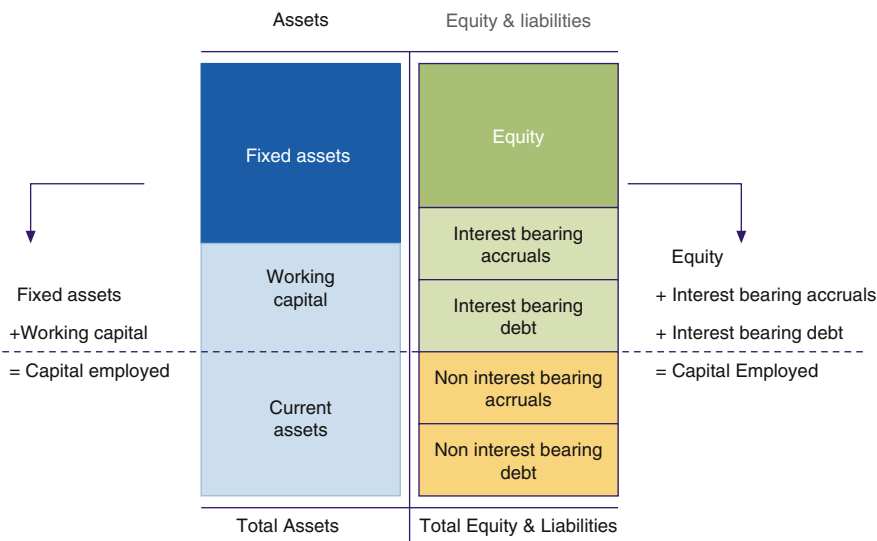 Assets
Equity & liabilities
Fixed assets
Working
capital
Current
assets
Total Assets
Equity
Interest bearing
accruals
Interest bearing
debt
Non interest bearing
acrruals
Non interest bearing
debt
Total Equity & Liabilities
Fixed assets
+Working capital
= Capital employed
Equity
+ Interest bearing accruals
+ Interest bearing debt
= Capital Employed